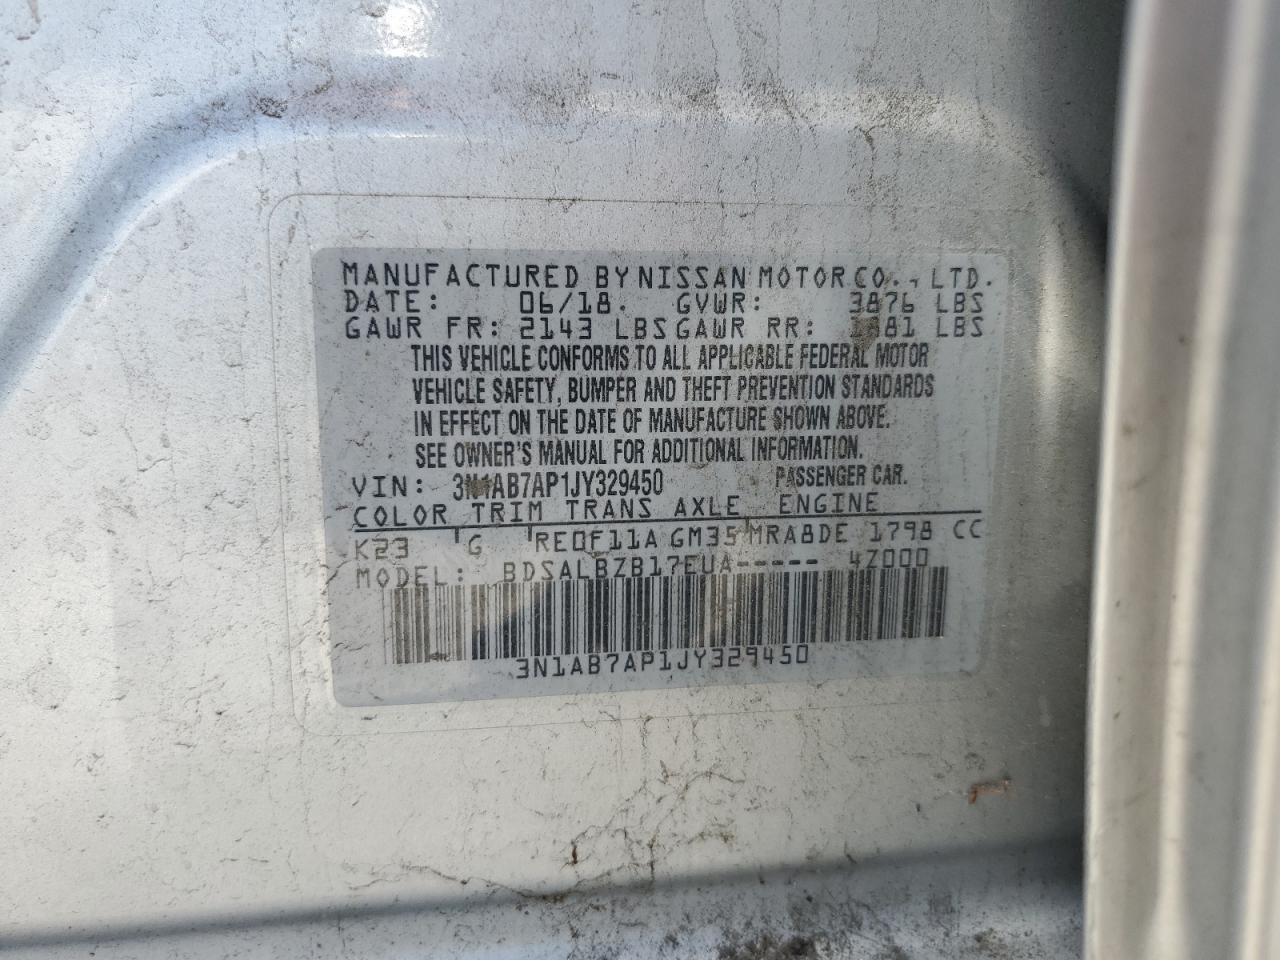 MANUFACTURED BY NISSAN MOTOR CO., LTD.
DATE: 06/18. GVWR: 3876 LBS
GAWR FR: 2143 LBS GAWR RR: LBS
THIS VEHICLE CONFORMS TO ALL APPLICABLE FEDERAL MOTOR
VEHICLE SAFETY, BUMPER AND THEFT PREVENTION STANDARDS
IN EFFECT ON THE DATE OF MANUFACTURE SHOWN ABOVE.
SEE OWNER'S MANUAL FOR ADDITIONAL INFORMATION.
VIN: 3N1AB7AP1JY329450 PASSENGER CAR.
COLOR TRIM TRANS AXLE ENGINE
K23 G RE0F11A GM35 MRA8DE 1798 CC
MODEL: BDSALBZB17EUA----- 4Z000
3N1AB7AP1JY329450